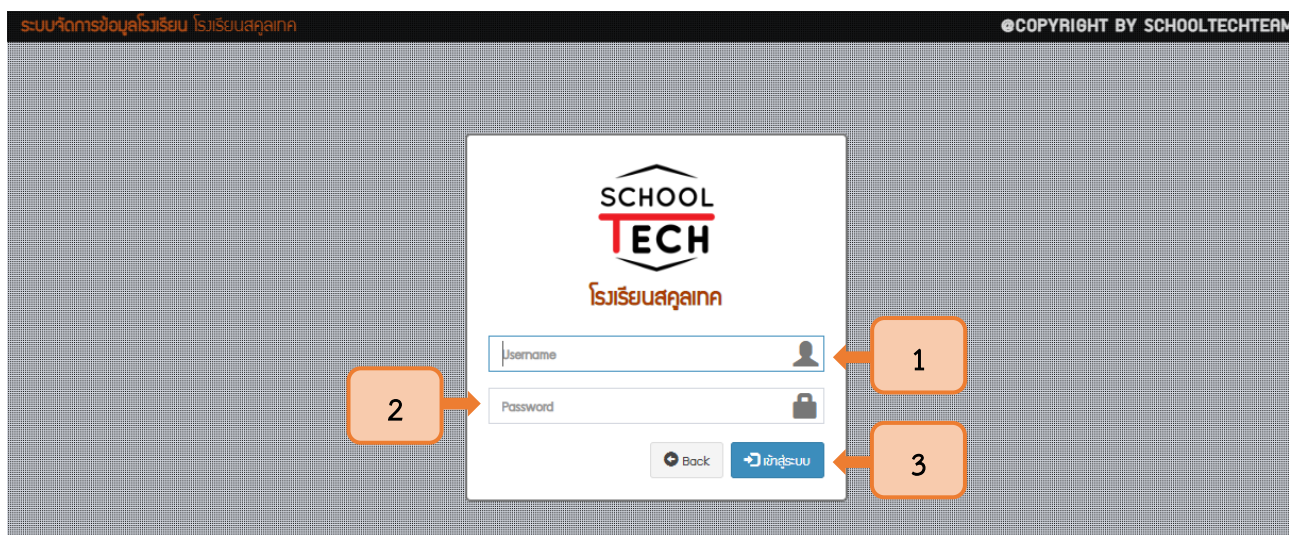 ระบบจัดการข้อมูลโรงเรียน โรงเรียนสคูลเทค
@COPYRIGHT BY SCHOOLTECHTEAM
SCHOOL
TECH
โรงเรียนสคูลเทค
Username
1
2
Password
Back
เข้าสู่ระบบ
3